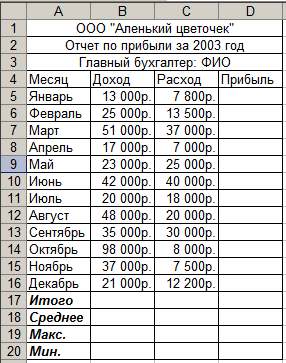 A B C D
1 ООО "Аленький цветочек"
2 Отчет по прибыли за 2003 год
3 Главный бухгалтер: ФИО
4 Месяц Доход Расход Прибыль
5 Январь 13 000р. 7 800р.
6 Февраль 25 000р. 13 500р.
7 Март 51 000р. 37 000р.
8 Апрель 17 000р. 7 000р.
9 Май 23 000р. 25 000р.
10 Июнь 42 000р. 40 000р.
11 Июль 20 000р. 18 000р.
12 Август 48 000р. 20 000р.
13 Сентябрь 35 000р. 30 000р.
14 Октябрь 98 000р. 8 000р.
15 Ноябрь 37 000р. 7 500р.
16 Декабрь 21 000р. 12 200р.
17 Итого
18 Среднее
19 Макс.
20 Мин.